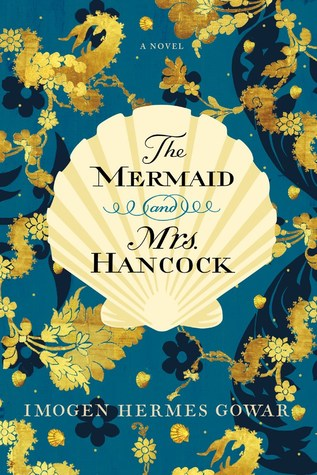 A NOVEL
The
MERMAID
and
Mrs.
HANCOCK
IMOGEN HERMES GOWAR